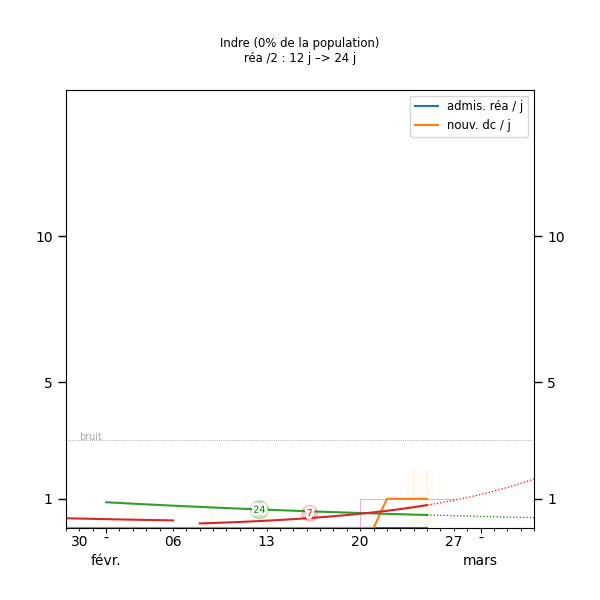 Indre (0% de la population)
réa /2 : 12 j –> 24 j
admis. réa / j
nouv. dc / j
10
10
5
5
bruit
1
1
24
7
30
-
06
13
20
27
-
févr.
mars